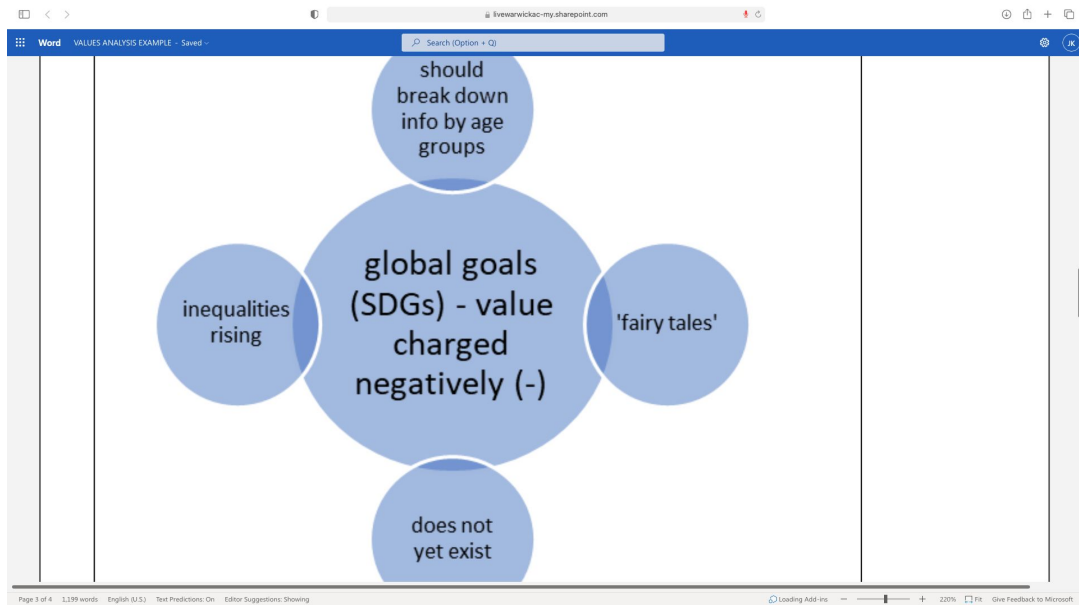 livewarwickac-my.sharepoint.com
Word VALUES ANALYSIS EXAMPLE - Saved
Search (Option + Q)
JK
should
break down
info by age
groups
global goals
(SDGs) - value
charged
negatively (-)
inequalities
rising
'fairy tales'
does not
yet exist
Page 3 of 4 1,199 words English (U.S.) Text Predictions: On Editor Suggestions: Showing Loading Add-ins 220% Fit Give Feedback to Microsoft